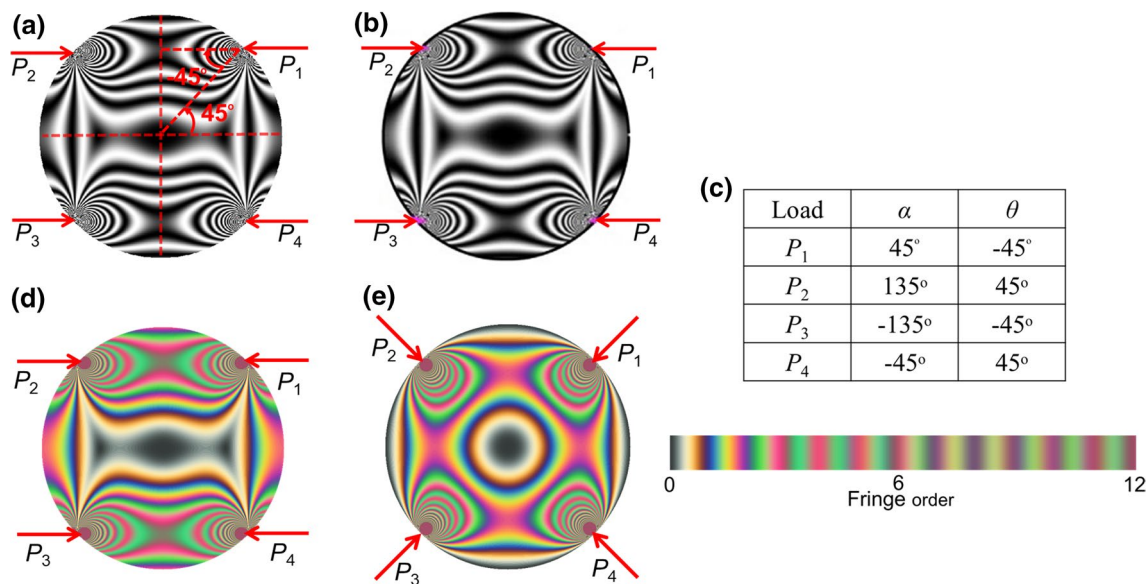 (a)
P2
P1
-45°
45°
P3
P4
(b)
P2
P1
P3
P4
(c)
Load α θ
P1 45° -45°
P2 135° 45°
P3 -135° -45°
P4 -45° 45°
(d)
P2
P1
P3
P4
(e)
P2
P1
P3
P4
0 6 12
Fringe order